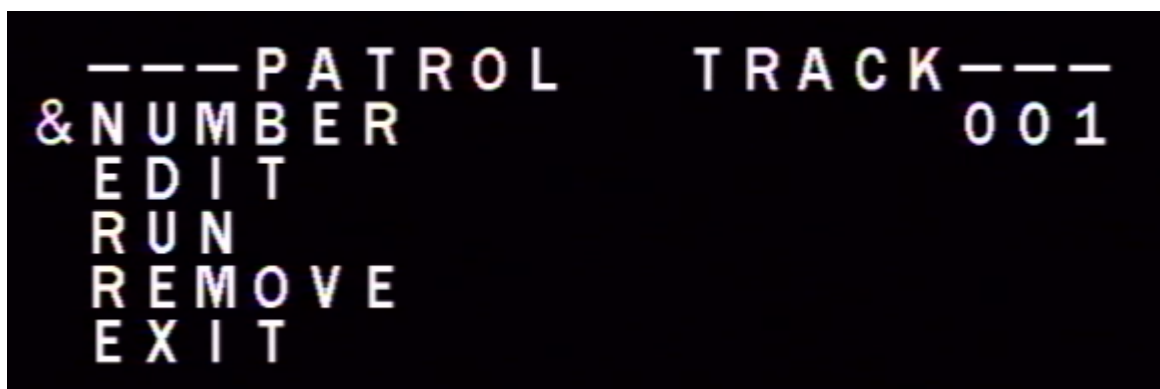 ---PATROL TRACK---
&NUMBER 001
EDIT
RUN
REMOVE
EXIT